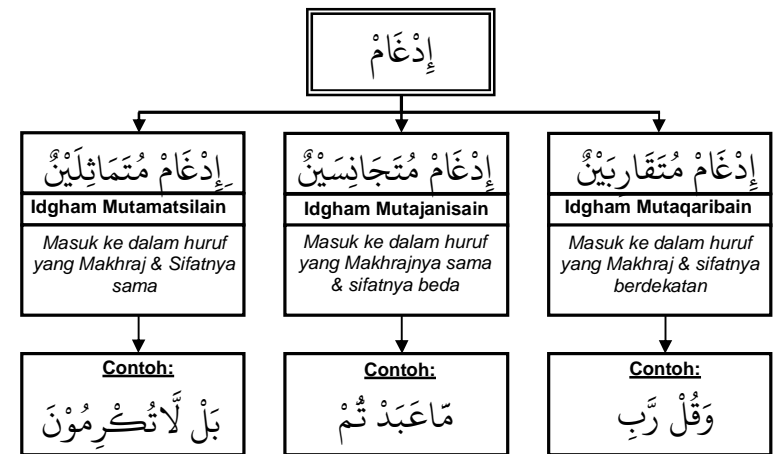 إِدْغَامْ
إِدْغَامْ مُتَمَاثِلَيْنٌ
Idgham Mutamatsilain
Masuk ke dalam huruf
yang Makhraj & Sifatnya
sama
Contoh:
بَلْ لَّاتُكْرِمُوْنَ
إِدْغَامْ مُتَجَانِسَيْنٌ
Idgham Mutajanisain
Masuk ke dalam huruf
yang Makhrajnya sama
& sifatnya beda
Contoh:
مّاعَبَدْ تُّمْ
إِدْغَامْ مُتَقَارِبَيْنٌ
Idgham Mutaqaribain
Masuk ke dalam huruf
yang Makhraj & sifatnya
berdekatan
Contoh:
وَقُلْ رَّبِ